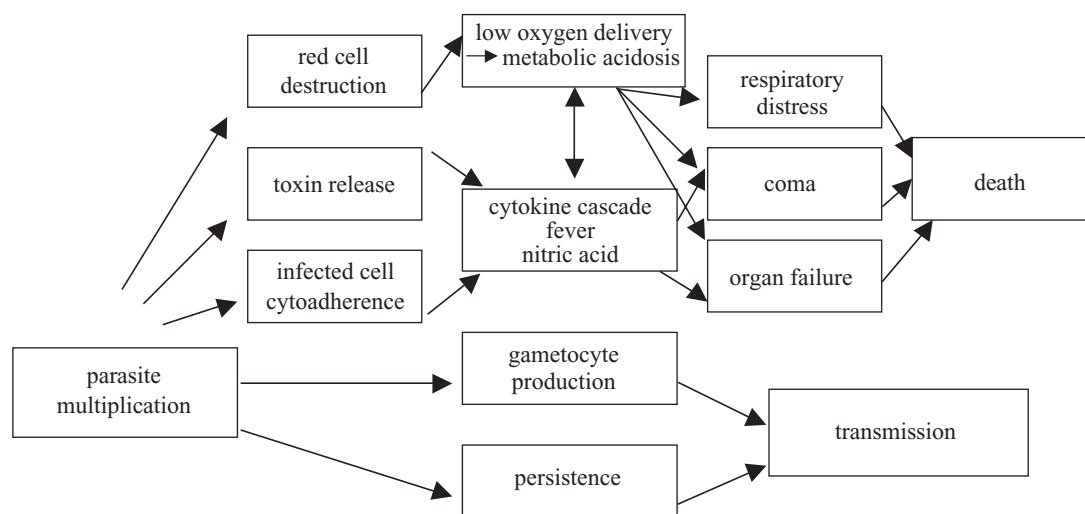 red cell
destruction
low oxygen delivery
metabolic acidosis
respiratory
distress
toxin release
coma
death
cytokine cascade
fever
nitric acid
infected cell
cytoadherence
organ failure
parasite
multiplication
gametocyte
production
transmission
persistence